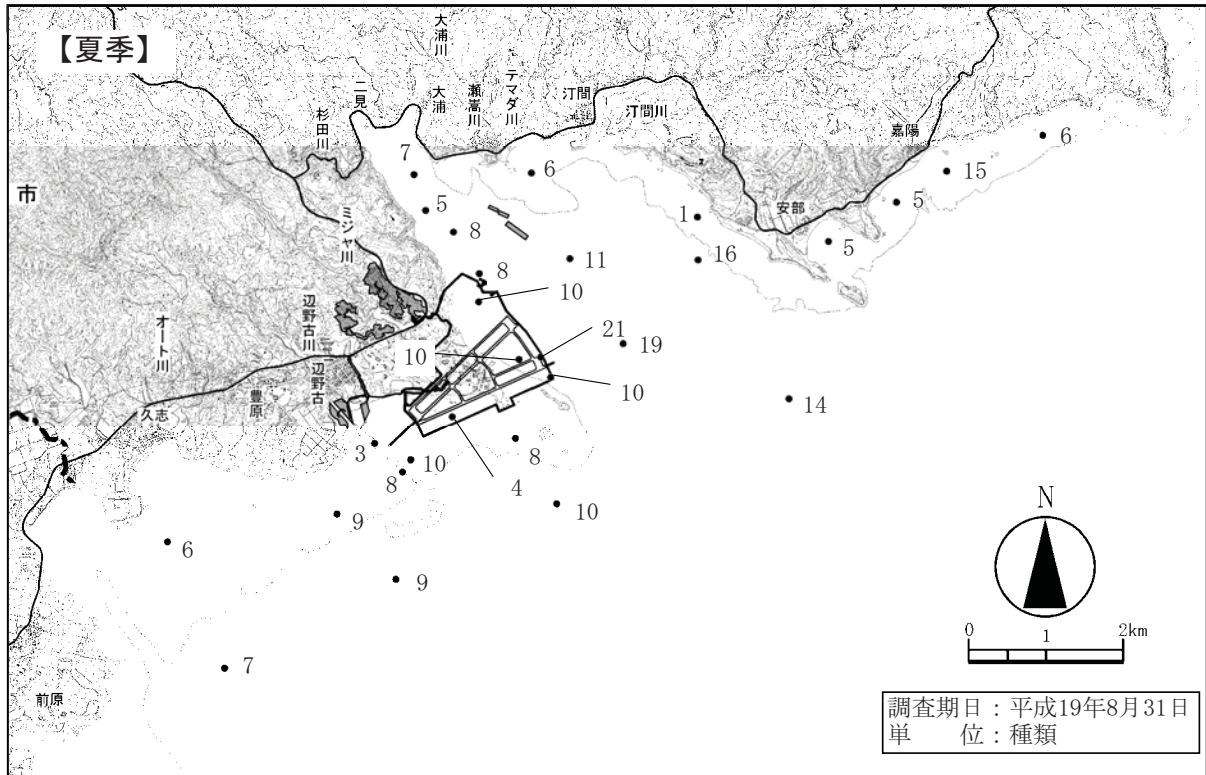 【夏季】
大浦川
大浦
瀬嵩川
テマダ川
汀間
汀間川
二見
杉田川
嘉陽
安部
市
ミジャ川
辺野古川
辺野古
オート川
豊原
久志
前原
6
15
5
5
7
6
5
8
1
16
11
8
10
21
19
10
10
14
3
10
8
8
4
10
9
6
9
7
N
0 1 2km
調査期日：平成19年8月31日
単　　位：種類